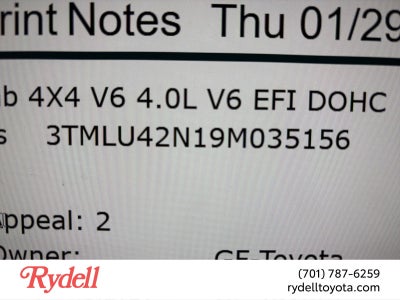 rint Notes Thu 01/29
b 4X4 V6 4.0L V6 EFI DOHC
s 3TMLU42N19M035156
Appeal: 2
Owner: GF-Toyota
Rydell
(701) 787-6259
rydelltoyota.com